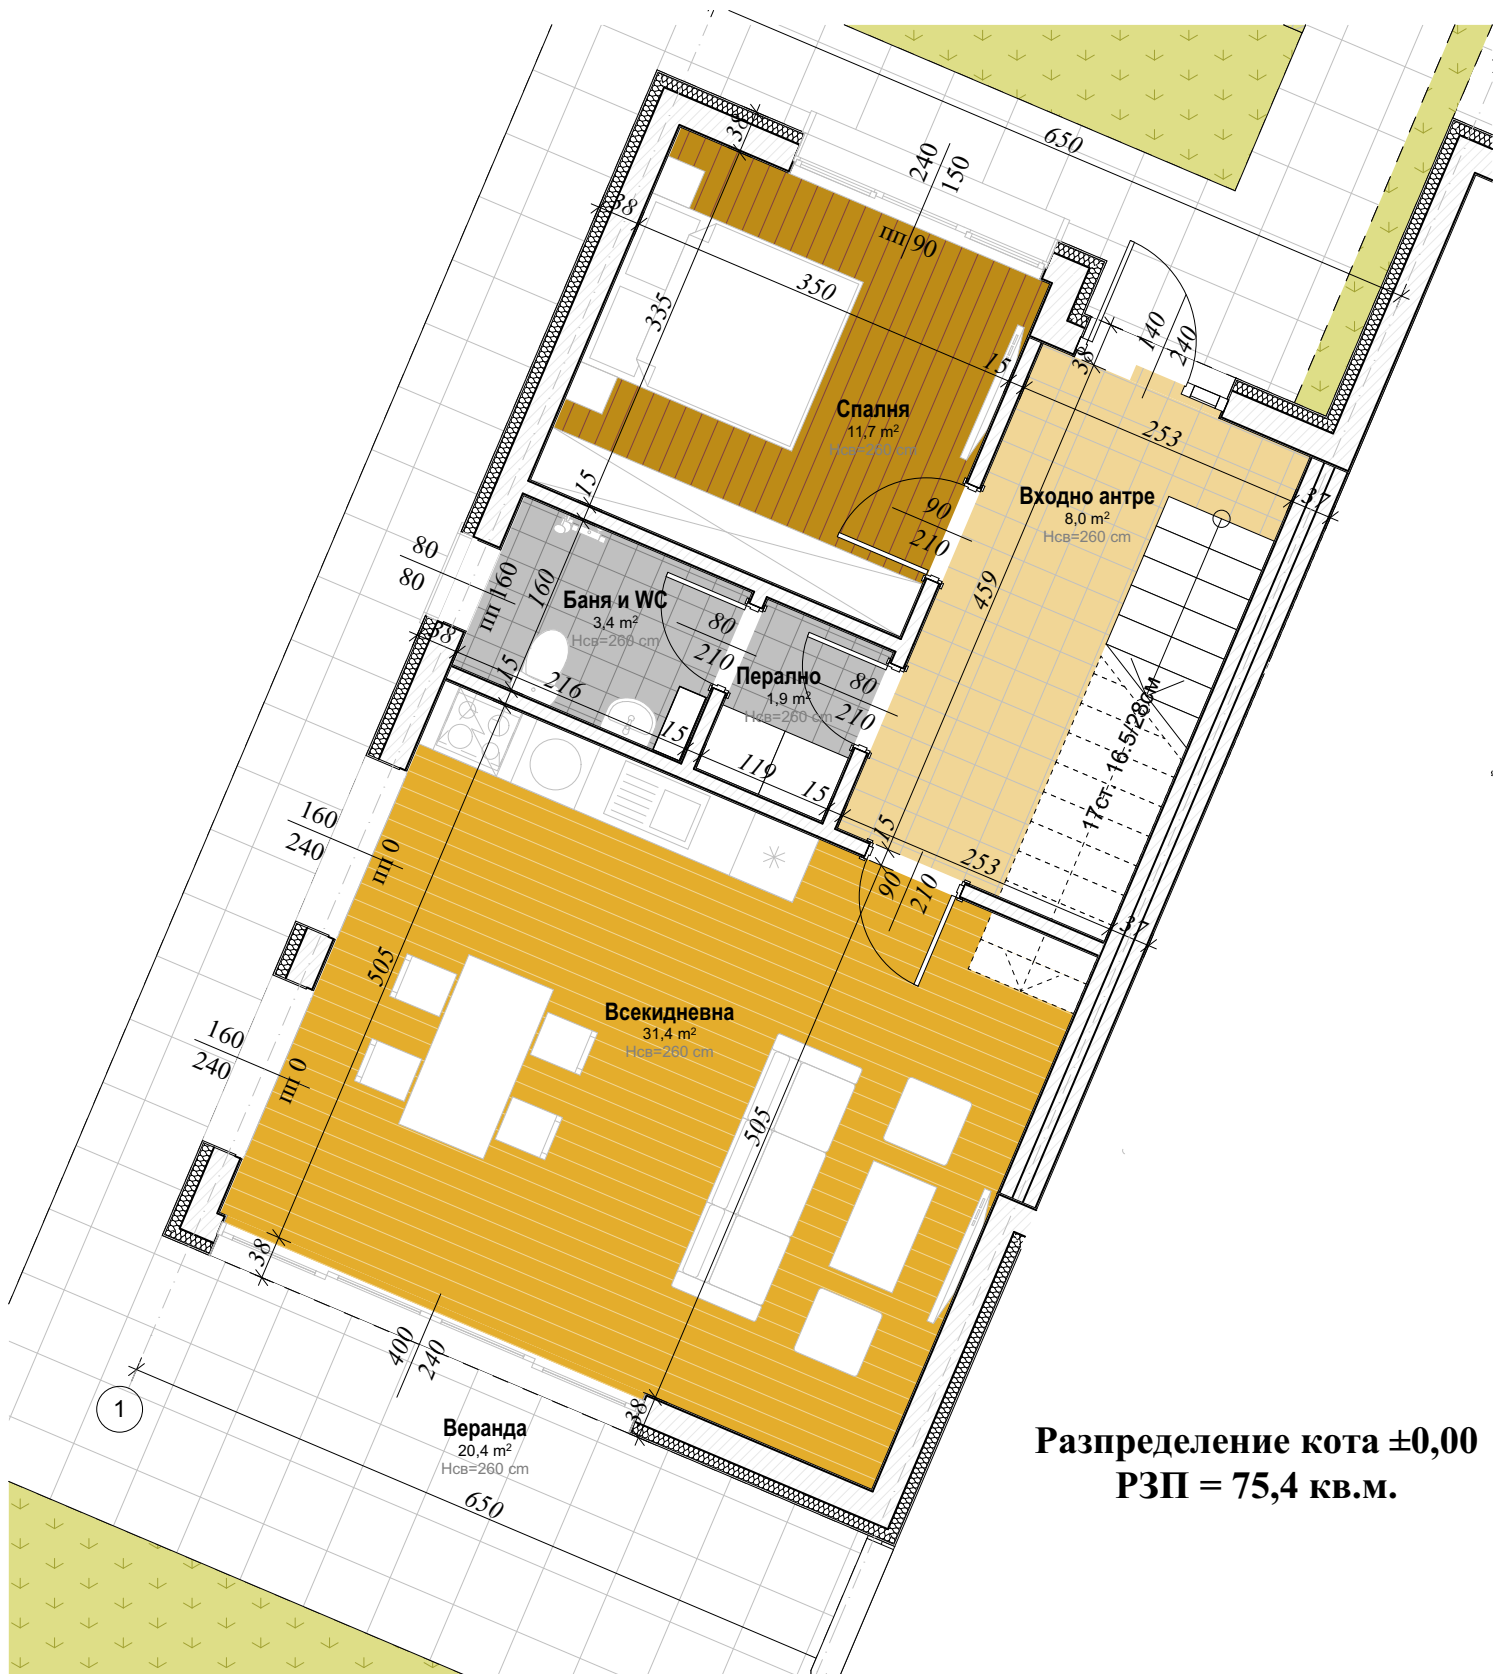 650
38
240
150
38
пп 90
350
335
140
240
15
38
Спалня
11,7 m²
Нсв=260 cm
253
Входно антре
8,0 m²
Нсв=260 cm
37
15
90
210
80
80
пп 160
160
459
Баня и WC
3,4 m²
Нсв=260 cm
80
210
38
15
216
Перално
1,9 m²
Нсв=260 cm
80
210
17ст. 16.5/28см
15
119
15
160
240
пп 0
15
253
90
210
37
505
Всекидневна
31,4 m²
Нсв=260 cm
160
240
пп 0
505
38
400
240
38
1
Веранда
20,4 m²
Нсв=260 cm
650
Разпределение кота ±0,00
РЗП = 75,4 кв.м.